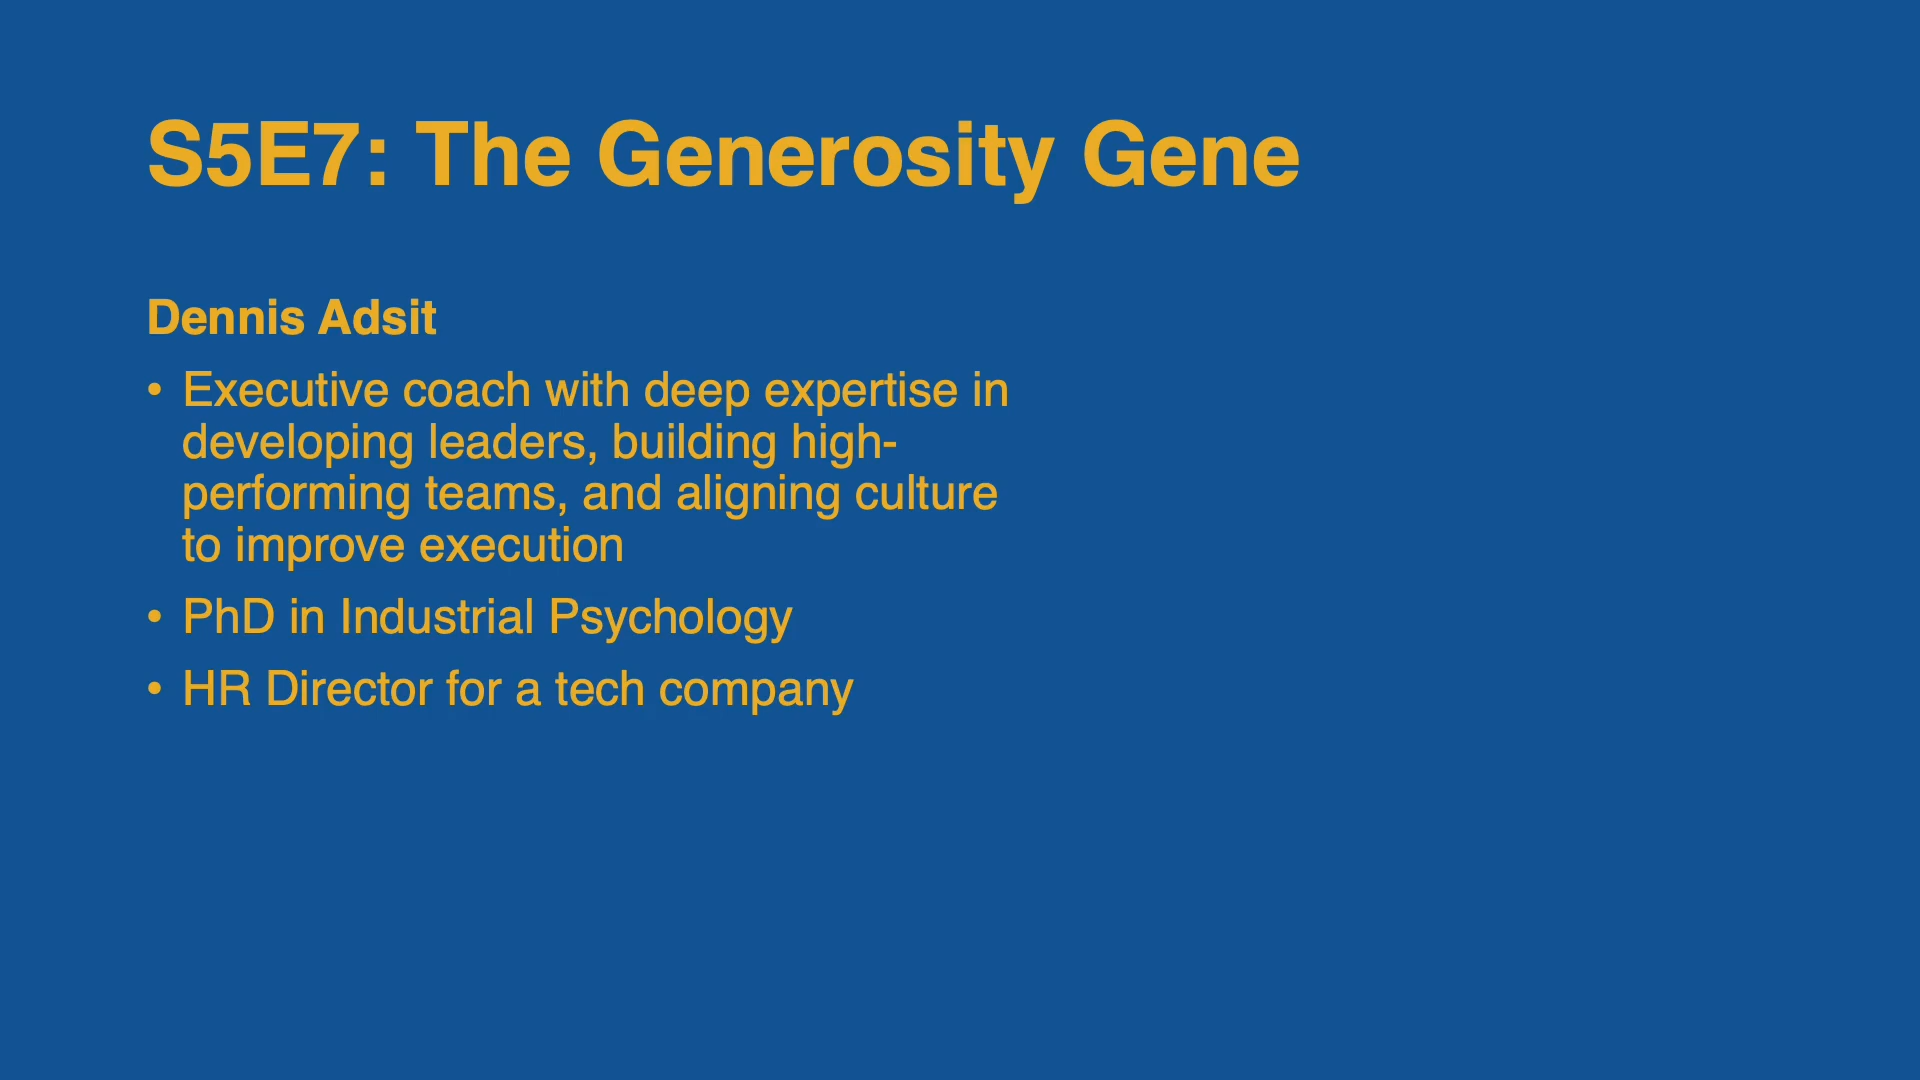 S5E7: The Generosity Gene
Dennis Adsit
• Executive coach with deep expertise in
developing leaders, building high-
performing teams, and aligning culture
to improve execution
• PhD in Industrial Psychology
• HR Director for a tech company